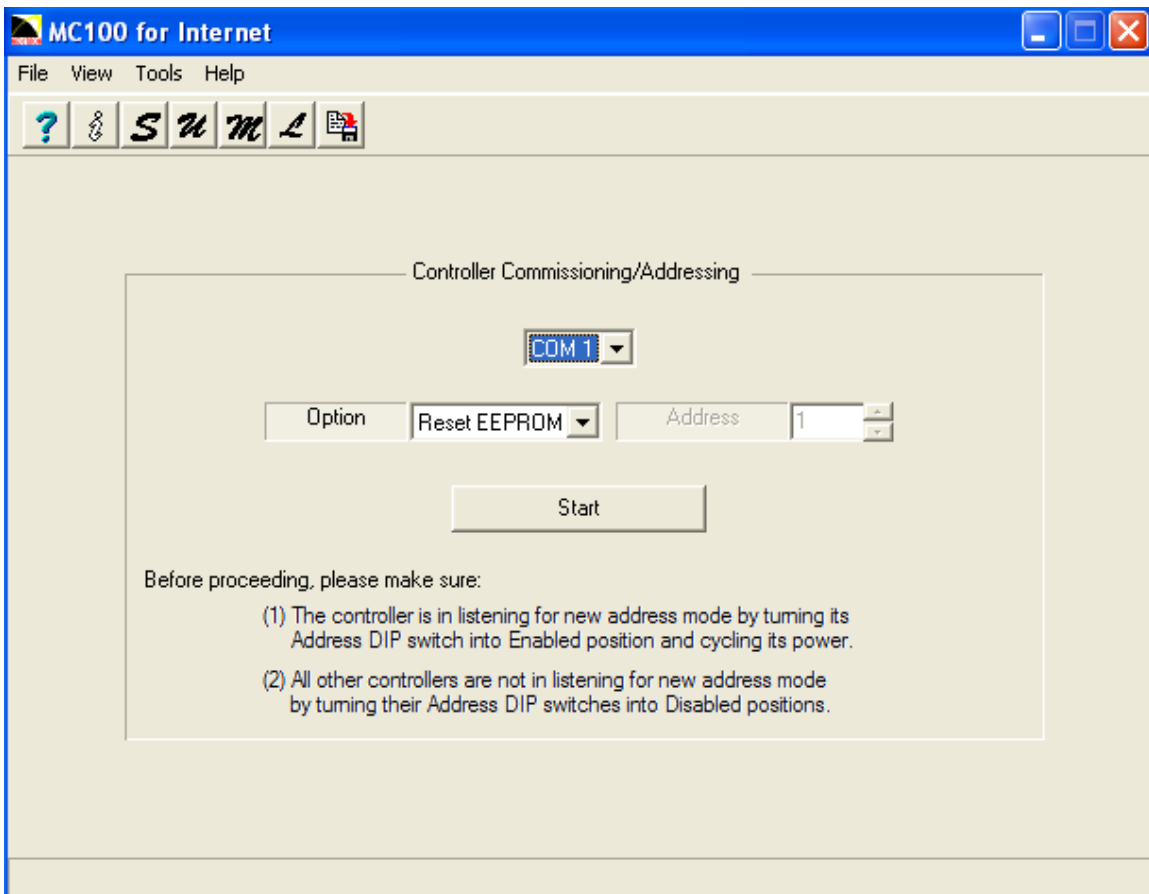 MC100 for Internet
File View Tools Help
? i S U M L
Controller Commissioning/Addressing
COM 1
Option Reset EEPROM Address 1
Start
Before proceeding, please make sure:
(1) The controller is in listening for new address mode by turning its
Address DIP switch into Enabled position and cycling its power.
(2) All other controllers are not in listening for new address mode
by turning their Address DIP switches into Disabled positions.